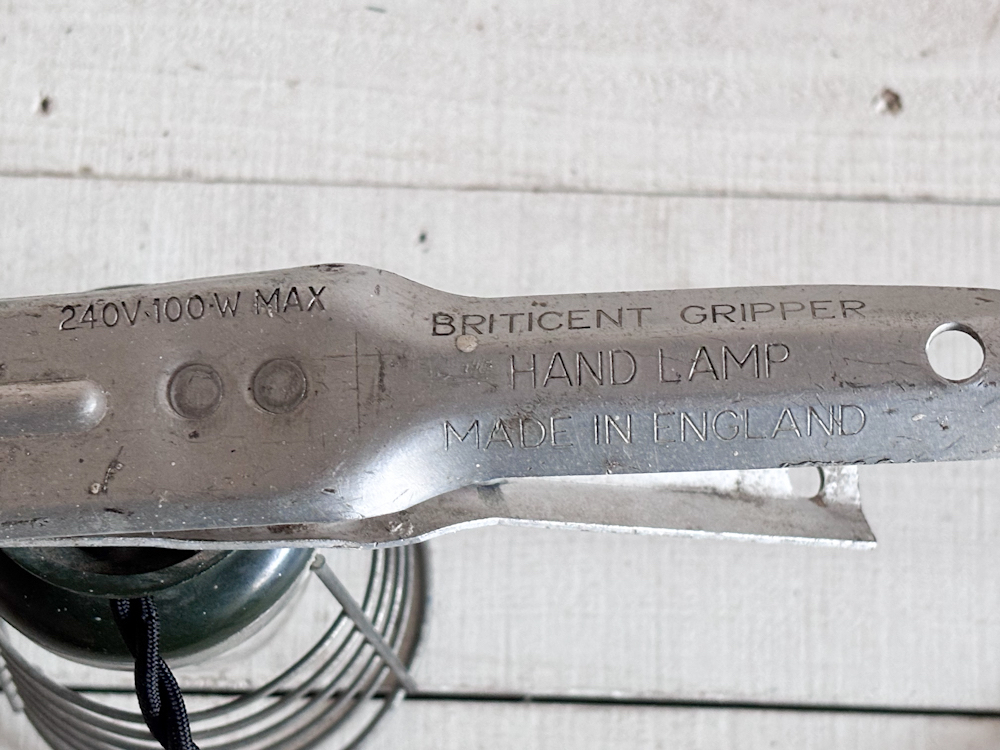 240V·100·W MAX
BRITICENT GRIPPER
HAND LAMP
MADE IN ENGLAND